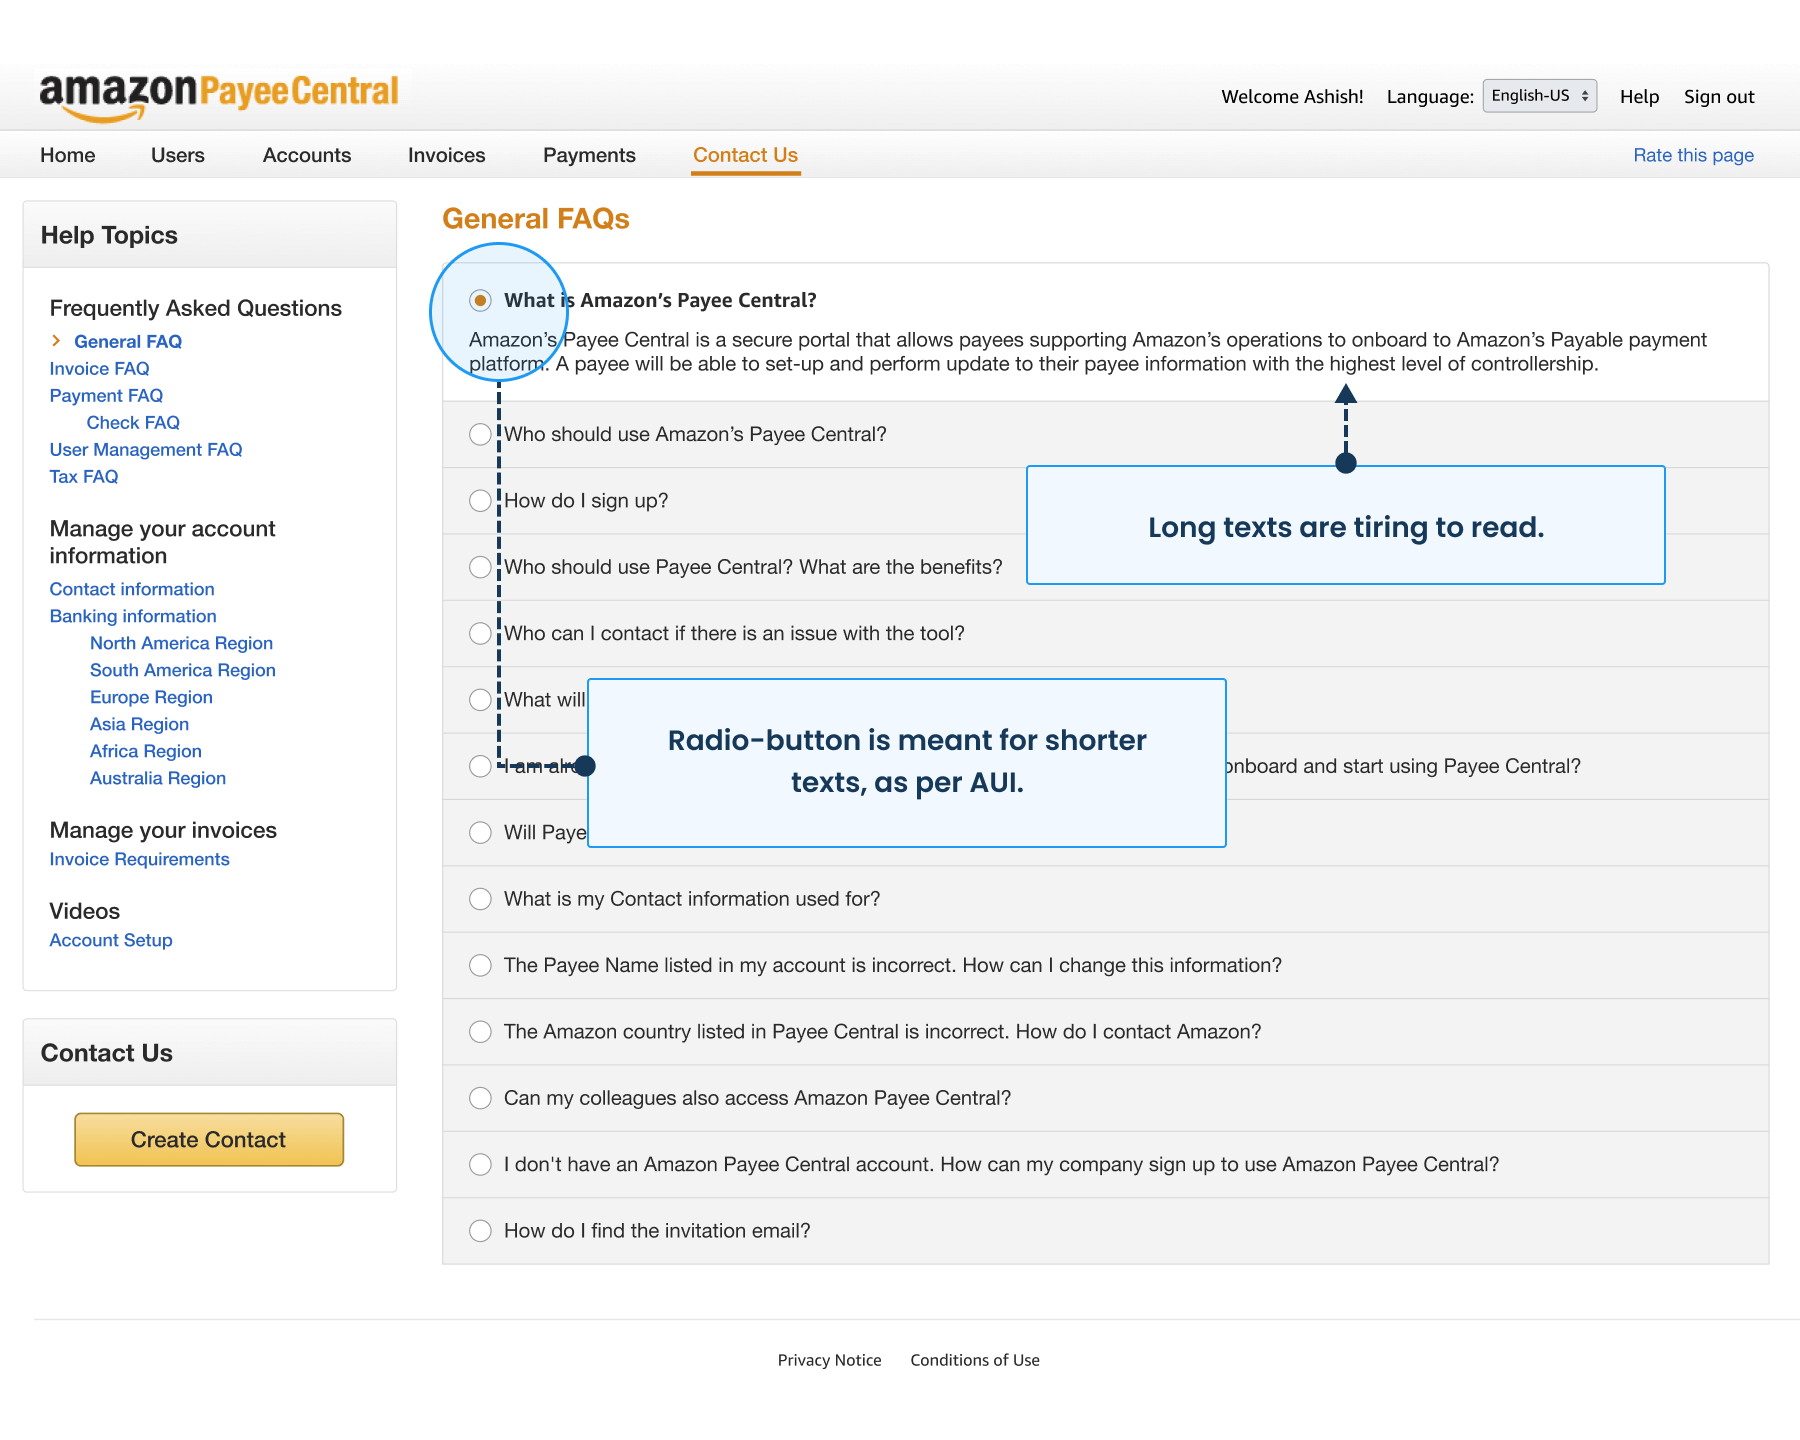 amazonPayeeCentral
Welcome Ashish! Language: English-US Help Sign out
Home Users Accounts Invoices Payments Contact Us Rate this page
Help Topics
Frequently Asked Questions
General FAQ
Invoice FAQ
Payment FAQ
Check FAQ
User Management FAQ
Tax FAQ
Manage your account
information
Contact information
Banking information
North America Region
South America Region
Europe Region
Asia Region
Africa Region
Australia Region
Manage your invoices
Invoice Requirements
Videos
Account Setup
Contact Us
Create Contact
General FAQs
What is Amazon’s Payee Central?
Amazon’s Payee Central is a secure portal that allows payees supporting Amazon’s operations to onboard to Amazon’s Payable payment
platform. A payee will be able to set-up and perform update to their payee information with the highest level of controllership.
Who should use Amazon’s Payee Central?
How do I sign up?
Long texts are tiring to read.
Who should use Payee Central? What are the benefits?
Who can I contact if there is an issue with the tool?
What will
Radio-button is meant for shorter
texts, as per AUI.
I am onboard and start using Payee Central?
Will
What is my Contact information used for?
The Payee Name listed in my account is incorrect. How can I change this information?
The Amazon country listed in Payee Central is incorrect. How do I contact Amazon?
Can my colleagues also access Amazon Payee Central?
I don't have an Amazon Payee Central account. How can my company sign up to use Amazon Payee Central?
How do I find the invitation email?
Privacy Notice Conditions of Use